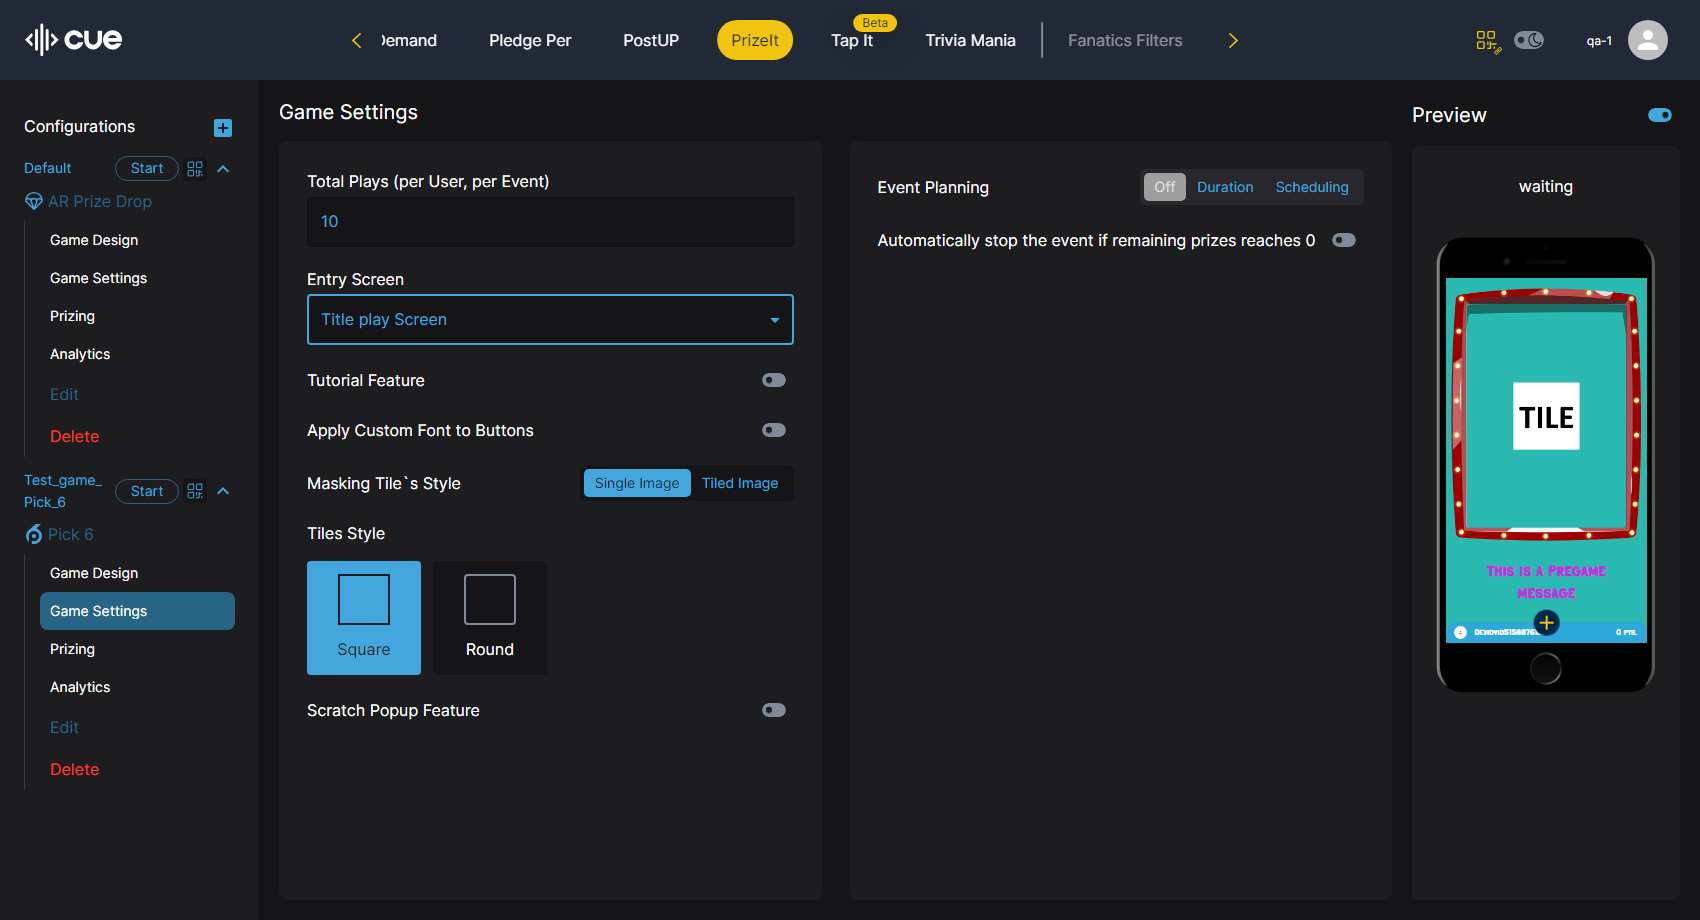 cue
Demand
Pledge Per
PostUP
PrizeIt
Beta
Tap It
Trivia Mania
Fanatics Filters
qa-1
Configurations
Default
Start
AR Prize Drop
Game Design
Game Settings
Prizing
Analytics
Edit
Delete
Test_game_
Pick_6
Start
Pick 6
Game Design
Game Settings
Prizing
Analytics
Edit
Delete
Game Settings
Total Plays (per User, per Event)
10
Entry Screen
Title play Screen
Tutorial Feature
Apply Custom Font to Buttons
Masking Tile`s Style
Single Image
Tiled Image
Tiles Style
Square
Round
Scratch Popup Feature
Event Planning
Off
Duration
Scheduling
Automatically stop the event if remaining prizes reaches 0
Preview
waiting
TILE
This is a Pregame
message
0 pts.